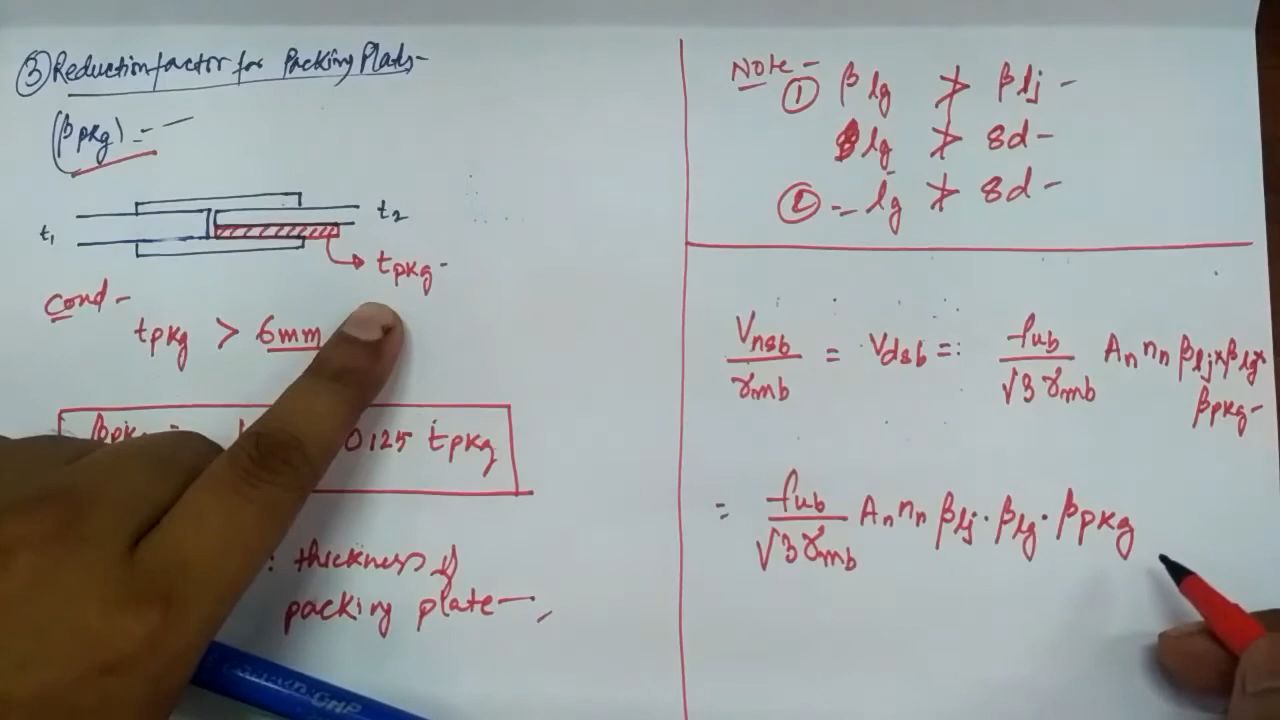 ③ Reduction factor for Packing Plats-
(βpkg) :-
t₁
t₂
tpkg-
Cond-
tpkg > 6mm
0125 tpkg
: thickness of
packing plate-,
Note-
① βlg ≯ βlj -
lg ≯ 8d-
② - lg ≯ 8d-
Vnsb/γmb = Vdsb =: fub/√3 γmb An nn βlj × βlg ×
βpkg-
= fub/√3 γmb An nn βlj · βlg · βpkg